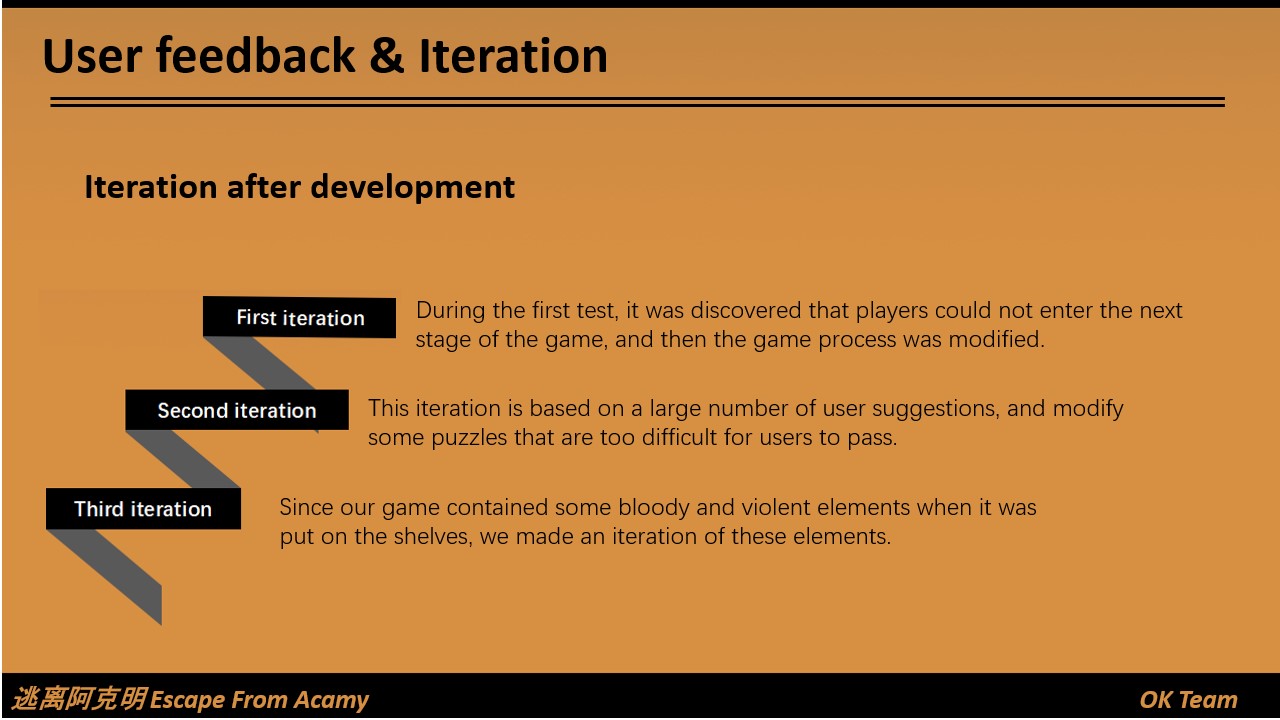 User feedback & Iteration
Iteration after development
First iteration
During the first test, it was discovered that players could not enter the next
stage of the game, and then the game process was modified.
Second iteration
This iteration is based on a large number of user suggestions, and modify
some puzzles that are too difficult for users to pass.
Third iteration
Since our game contained some bloody and violent elements when it was
put on the shelves, we made an iteration of these elements.
逃离阿克明 Escape From Acamy
OK Team